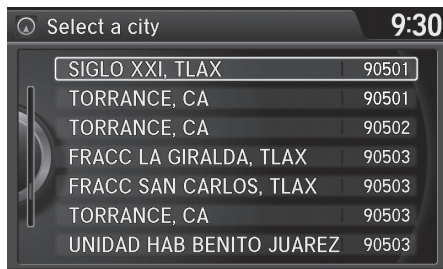 Select a city 9:30
SIGLO XXI, TLAX 90501
TORRANCE, CA 90501
TORRANCE, CA 90502
FRACC LA GIRALDA, TLAX 90503
FRACC SAN CARLOS, TLAX 90503
TORRANCE, CA 90503
UNIDAD HAB BENITO JUAREZ 90503